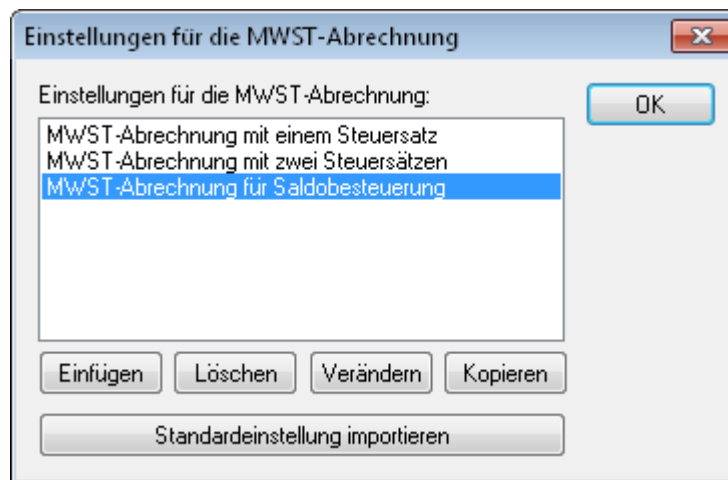 Einstellungen für die MWST-Abrechnung
Einstellungen für die MWST-Abrechnung:
OK
MWST-Abrechnung mit einem Steuersatz
MWST-Abrechnung mit zwei Steuersätzen
MWST-Abrechnung für Saldobesteuerung
Einfügen
Löschen
Verändern
Kopieren
Standardeinstellung importieren